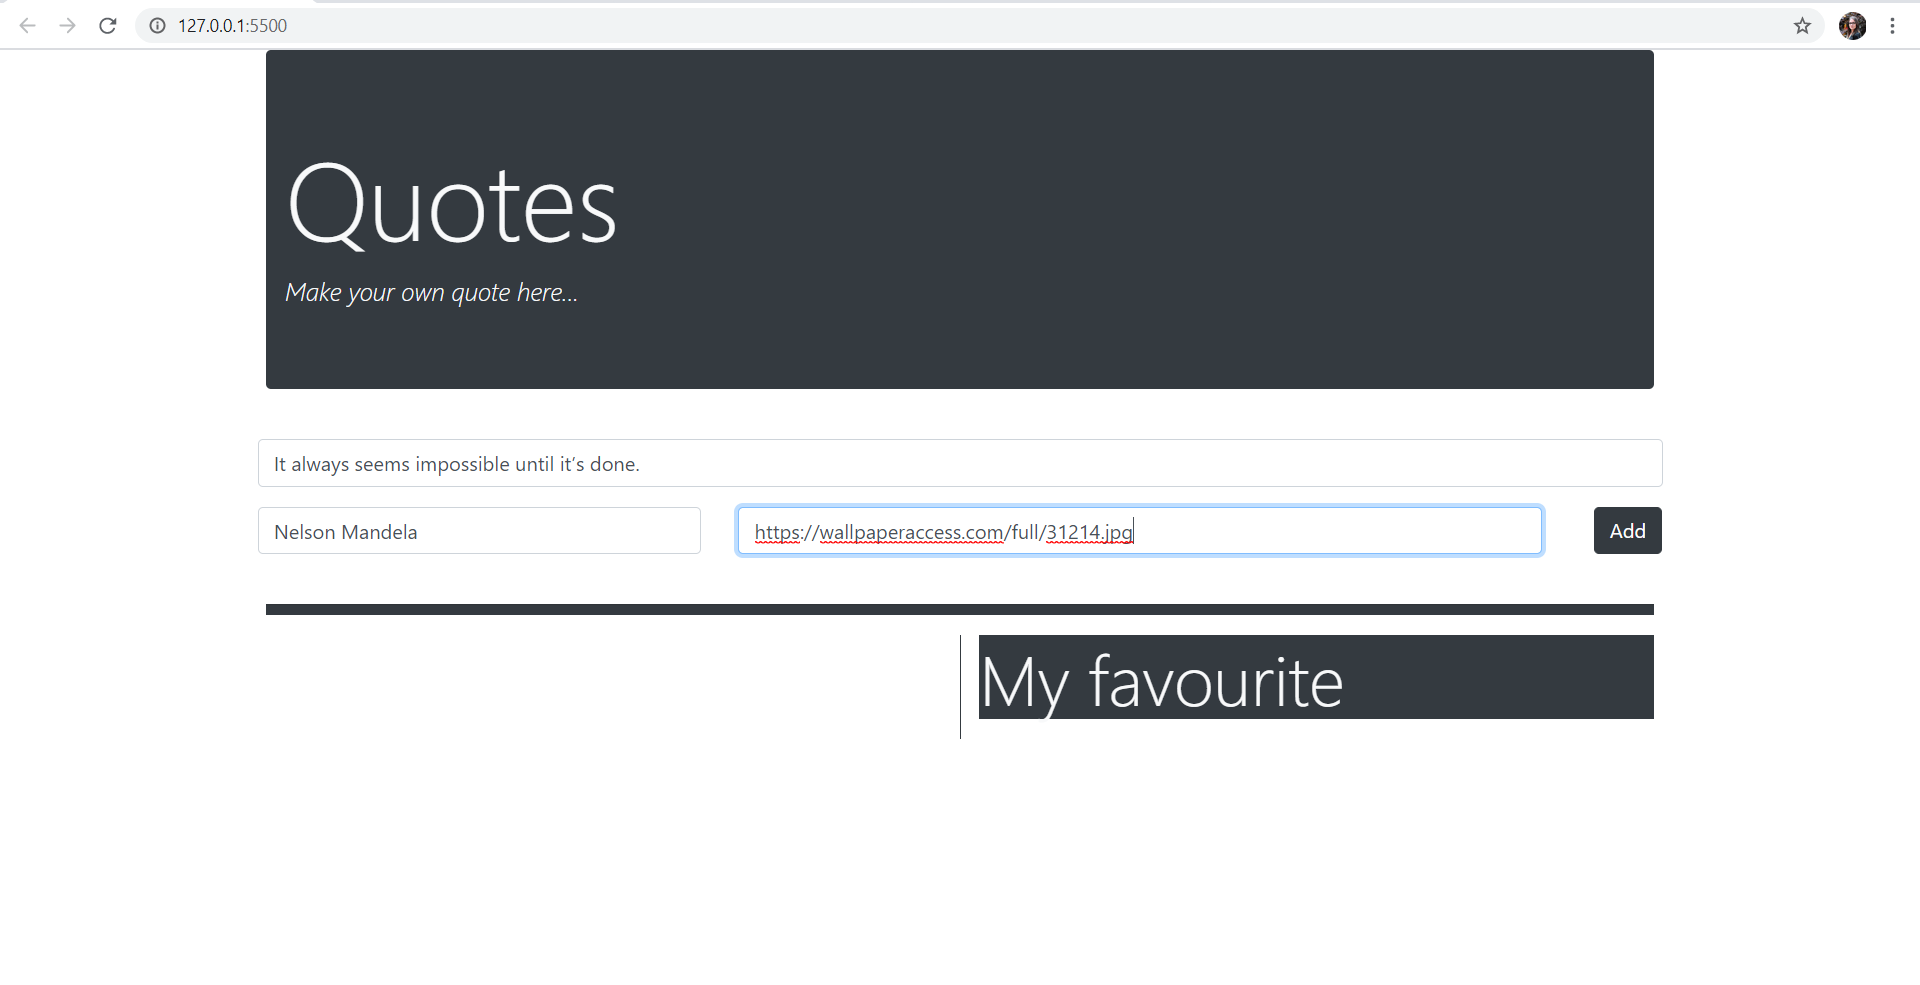 127.0.0.1:5500
Quotes
Make your own quote here...
It always seems impossible until it’s done.
Nelson Mandela
https://wallpaperaccess.com/full/31214.jpg
Add
My favourite